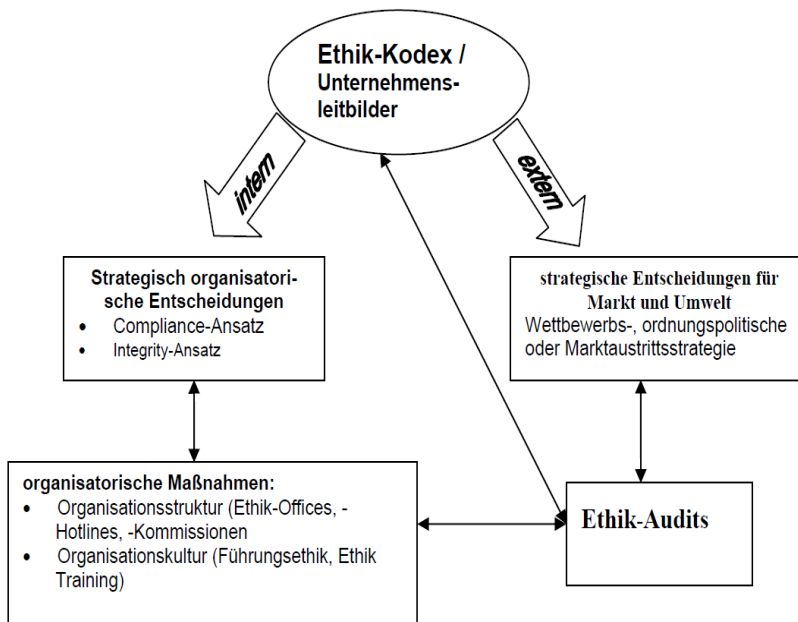 Ethik-Kodex /
Unternehmens-
leitbilder
intern
extern
Strategisch organisatori-
sche Entscheidungen
• Compliance-Ansatz
• Integrity-Ansatz
strategische Entscheidungen für
Markt und Umwelt
Wettbewerbs-, ordnungspolitische
oder Marktaustrittsstrategie
organisatorische Maßnahmen:
• Organisationsstruktur (Ethik-Offices, -
Hotlines, -Kommissionen
• Organisationskultur (Führungsethik, Ethik
Training)
Ethik-Audits